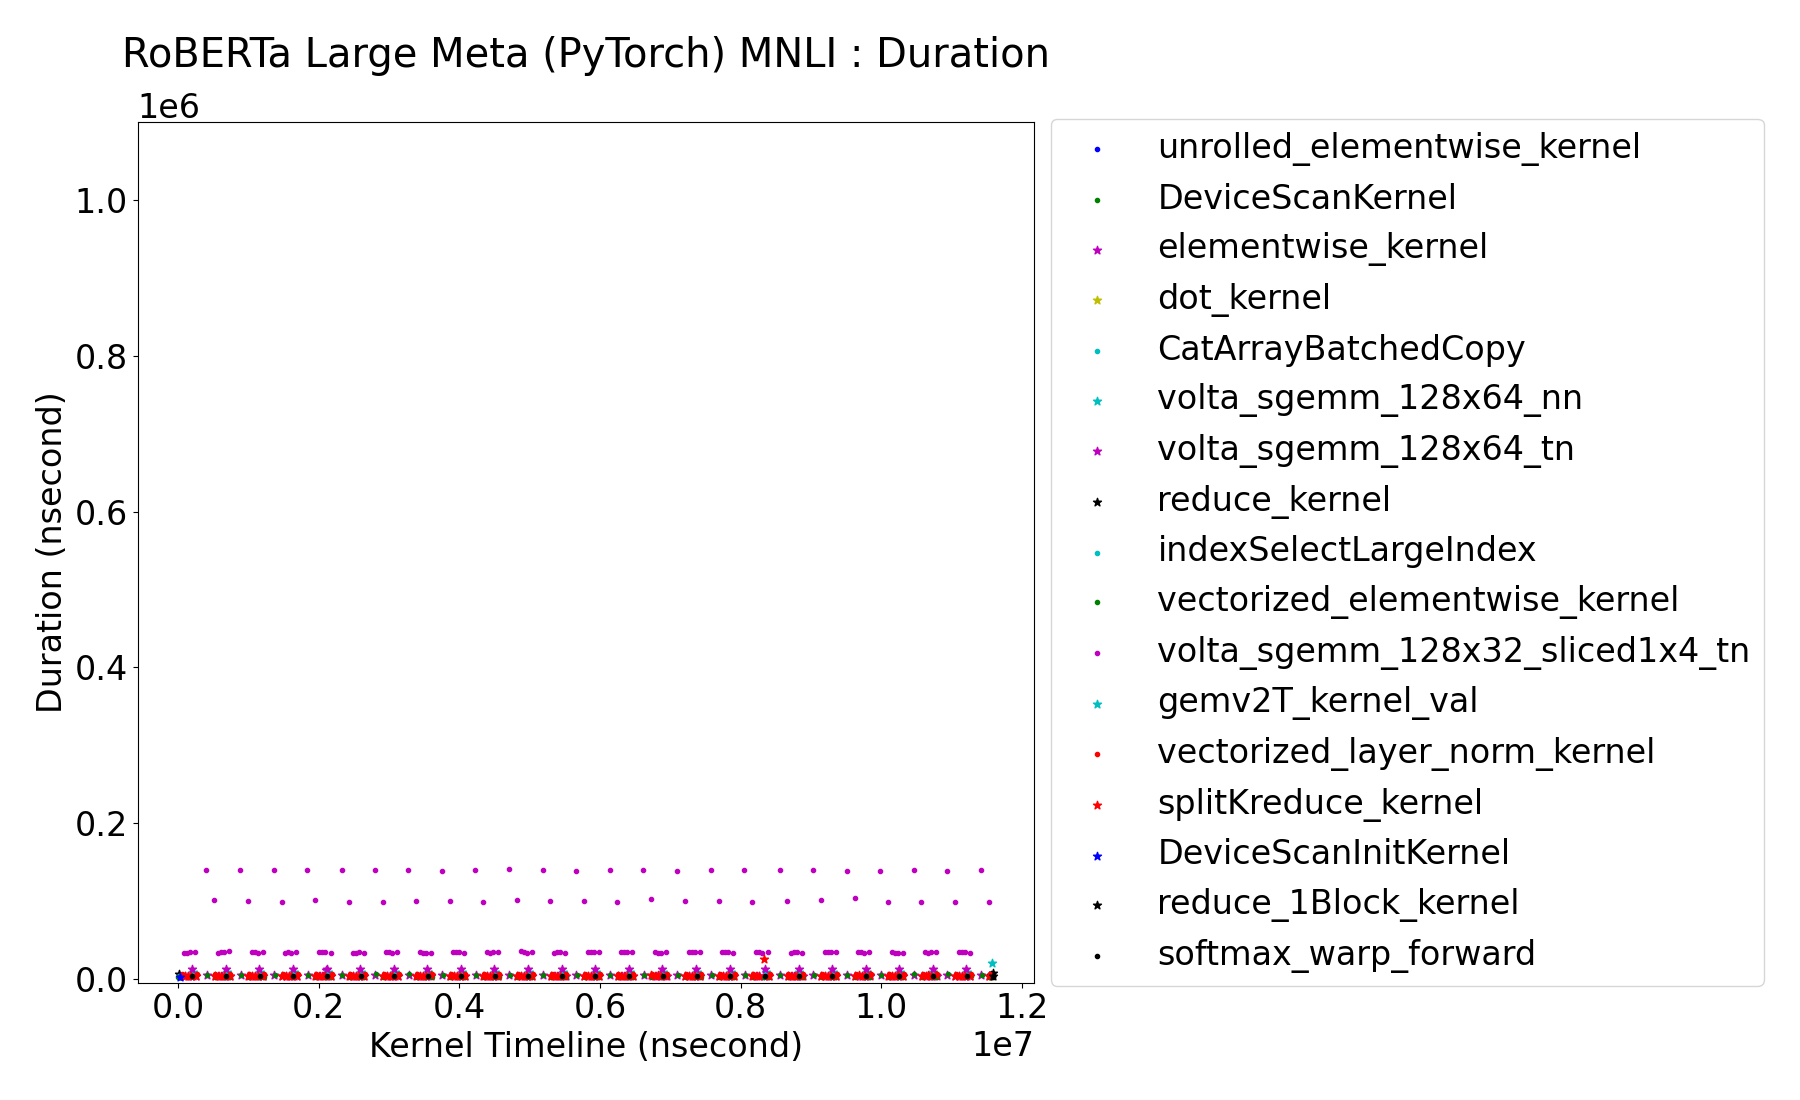 RoBERTa Large Meta (PyTorch) MNLI : Duration
1e6
1.0
0.8
0.6
0.4
0.2
0.0
Duration (nsecond)
0.0 0.2 0.4 0.6 0.8 1.0 1.2
1e7
Kernel Timeline (nsecond)
unrolled_elementwise_kernel
DeviceScanKernel
elementwise_kernel
dot_kernel
CatArrayBatchedCopy
volta_sgemm_128x64_nn
volta_sgemm_128x64_tn
reduce_kernel
indexSelectLargeIndex
vectorized_elementwise_kernel
volta_sgemm_128x32_sliced1x4_tn
gemv2T_kernel_val
vectorized_layer_norm_kernel
splitKreduce_kernel
DeviceScanInitKernel
reduce_1Block_kernel
softmax_warp_forward